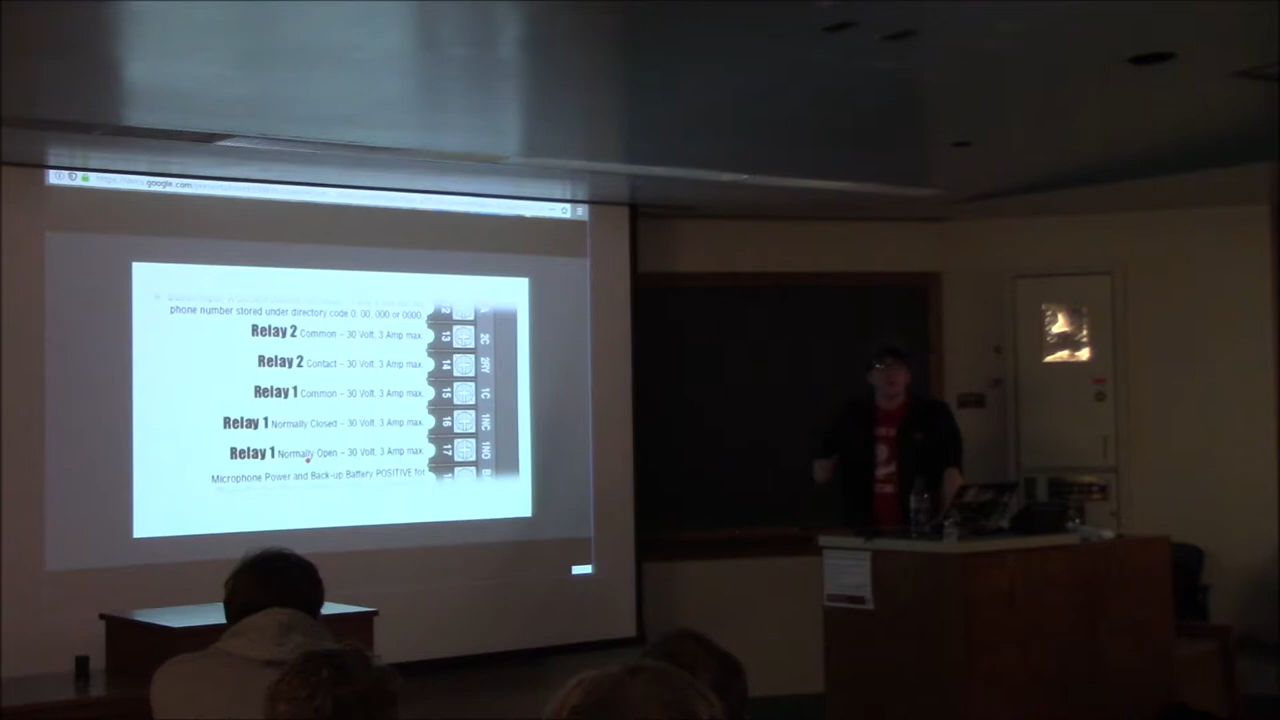 google.com
phone number stored under directory code 0, 00, 000 or 0000.
Relay 2 Common – 30 Volt, 3 Amp max. 13 2C
Relay 2 Contact – 30 Volt, 3 Amp max. 14 2RY
Relay 1 Common – 30 Volt, 3 Amp max. 15 1C
Relay 1 Normally Closed – 30 Volt, 3 Amp max. 16 1NC
Relay 1 Normally Open – 30 Volt, 3 Amp max. 17 1NO
Microphone Power and Back-up Battery POSITIVE for